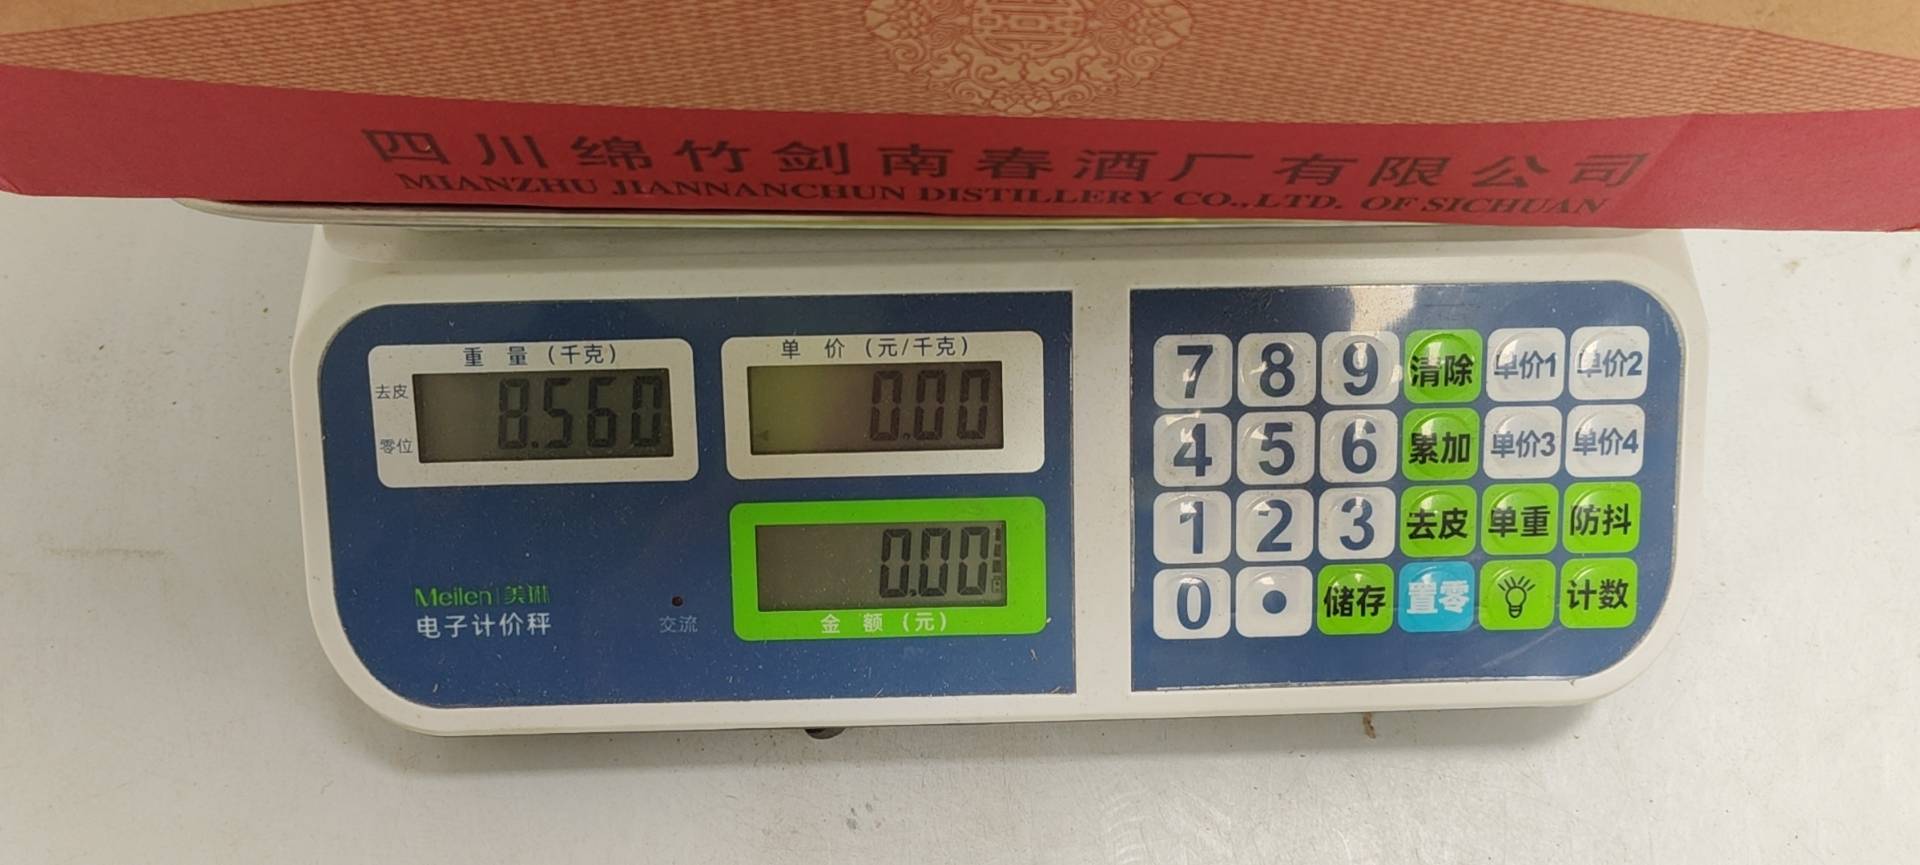 四川绵竹剑南春酒厂有限公司
MIANZHU JIANNANCHUN DISTILLERY CO.,LTD. OF SICHUAN
重量(千克)
去皮
零位
8.560
单价(元/千克)
0.00
0.00
金额(元)
Meilen|美琳
电子计价秤
交流
7 8 9 清除 单价1 单价2
4 5 6 累加 单价3 单价4
1 2 3 去皮 单重 防抖
0 • 储存 置零 计数